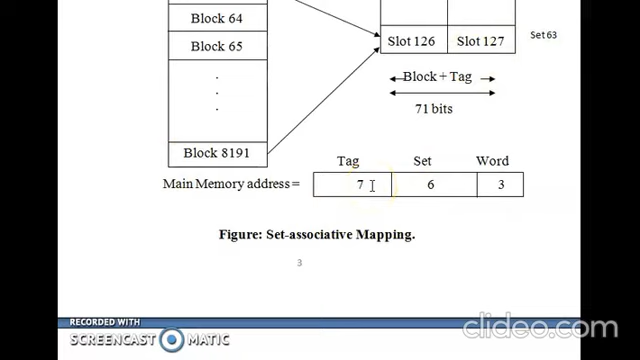 Block 64
Block 65
.
.
.
Block 8191
Slot 126 Slot 127
Set 63
Block + Tag
71 bits
Tag Set Word
Main Memory address = 7 6 3
Figure: Set-associative Mapping.
3
RECORDED WITH
SCREENCAST MATIC
clideo.com